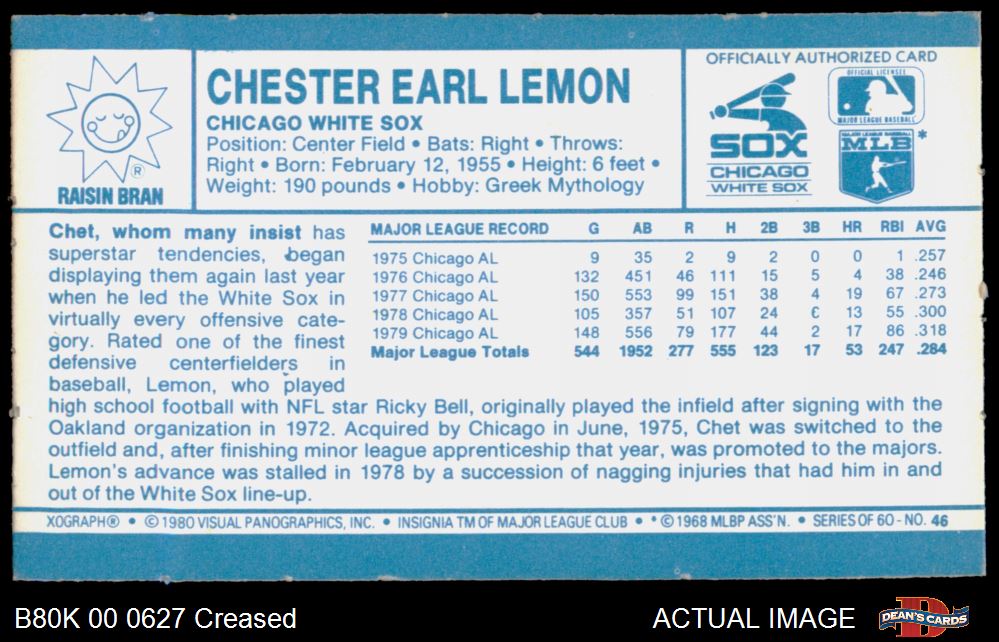 RAISIN BRAN
CHESTER EARL LEMON
CHICAGO WHITE SOX
Position: Center Field • Bats: Right • Throws:
Right • Born: February 12, 1955 • Height: 6 feet •
Weight: 190 pounds • Hobby: Greek Mythology
OFFICIALLY AUTHORIZED CARD
SOX
CHICAGO
WHITE SOX
OFFICIAL LICENSEE
MAJOR LEAGUE BASEBALL
MAJOR LEAGUE BASEBALL
MLB *
Chet, whom many insist has
superstar tendencies, began
displaying them again last year
when he led the White Sox in
virtually every offensive cate-
gory. Rated one of the finest
defensive centerfielders in
baseball, Lemon, who played
MAJOR LEAGUE RECORD G AB R H 2B 3B HR RBI AVG
1975 Chicago AL 9 35 2 9 2 0 0 1 .257
1976 Chicago AL 132 451 46 111 15 5 4 38 .246
1977 Chicago AL 150 553 99 151 38 4 19 67 .273
1978 Chicago AL 105 357 51 107 24 13 55 .300
1979 Chicago AL 148 556 79 177 44 2 17 86 .318
Major League Totals 544 1952 277 555 123 17 53 247 .284
high school football with NFL star Ricky Bell, originally played the infield after signing with the
Oakland organization in 1972. Acquired by Chicago in June, 1975, Chet was switched to the
outfield and, after finishing minor league apprenticeship that year, was promoted to the majors.
Lemon's advance was stalled in 1978 by a succession of nagging injuries that had him in and
out of the White Sox line-up.
XOGRAPH® • © 1980 VISUAL PANOGRAPHICS, INC. • INSIGNIA TM OF MAJOR LEAGUE CLUB • * © 1968 MLBP ASS'N. • SERIES OF 60 - NO. 46
B80K 00 0627 Creased
ACTUAL IMAGE
DEAN'S CARDS